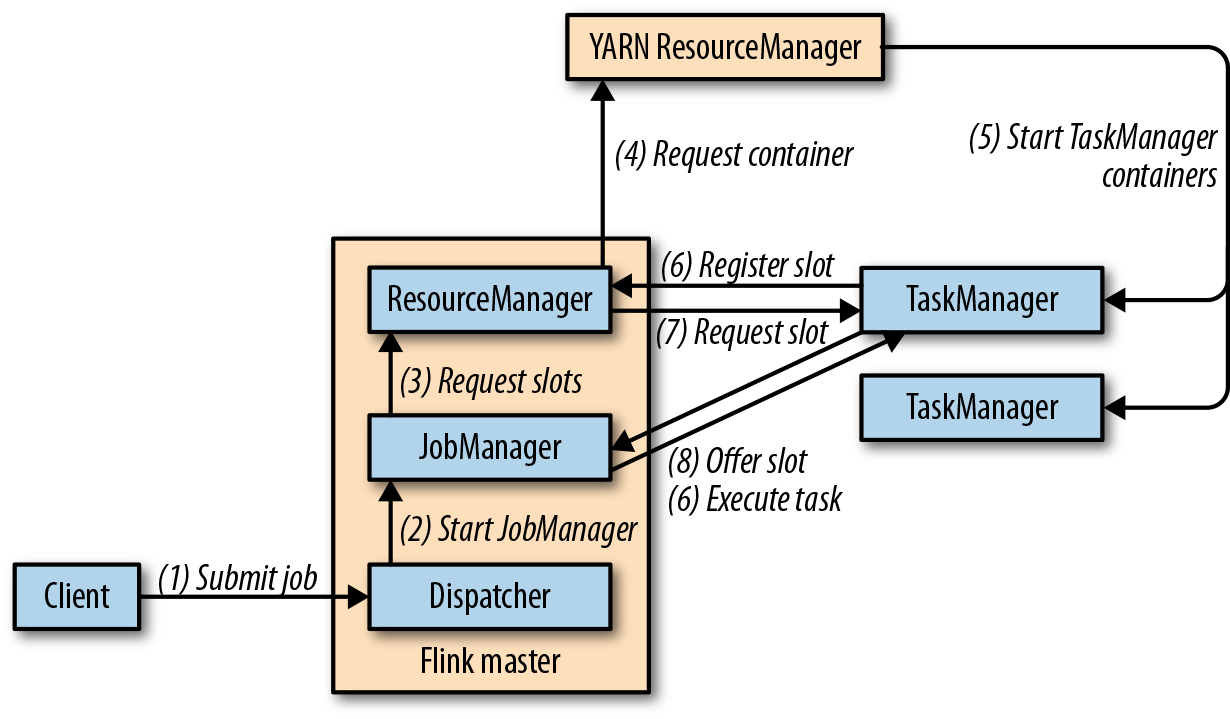 YARN ResourceManager
(4) Request container
(5) Start TaskManager
containers
(6) Register slot
ResourceManager
TaskManager
(7) Request slot
(3) Request slots
TaskManager
JobManager
(8) Offer slot
(6) Execute task
(2) Start JobManager
(1) Submit job
Client
Dispatcher
Flink master